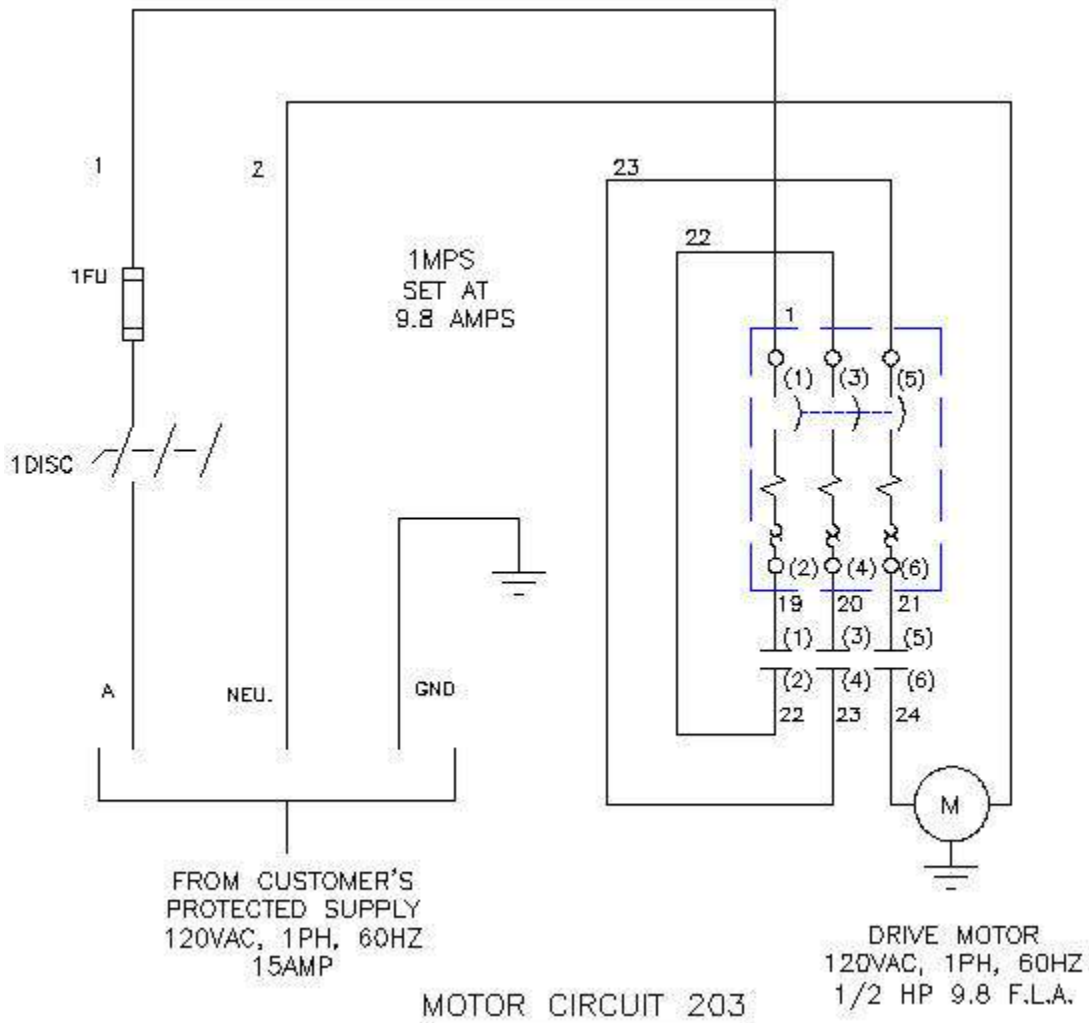 1
2
23
22
1FU
1MPS
SET AT
9.8 AMPS
1
(1) (3) (5)
1DISC
(2) (4) (6)
19 20 21
(1) (3) (5)
(2) (4) (6)
22 23 24
A
NEU.
GND
M
FROM CUSTOMER'S
PROTECTED SUPPLY
120VAC, 1PH, 60HZ
15AMP
DRIVE MOTOR
120VAC, 1PH, 60HZ
1/2 HP 9.8 F.L.A.
MOTOR CIRCUIT 203